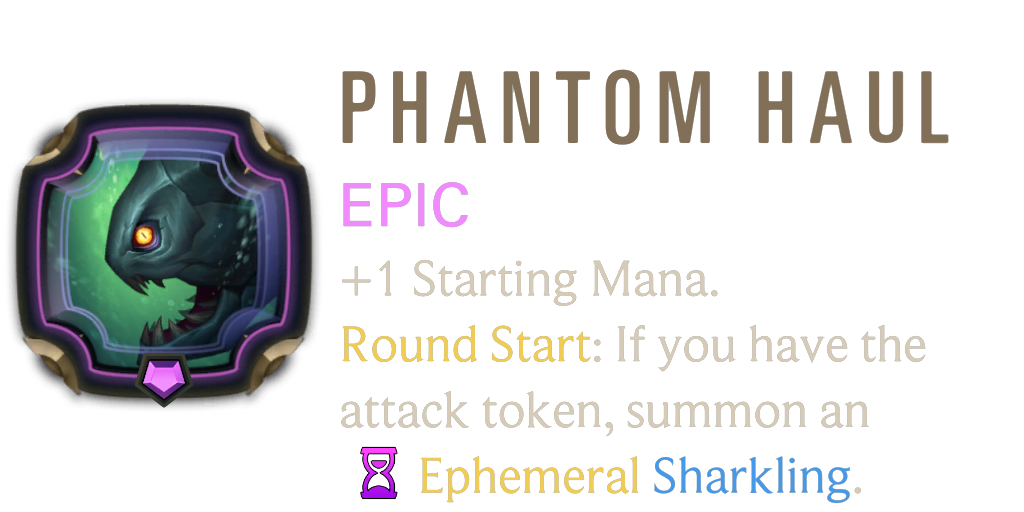 PHANTOM HAUL
EPIC
+1 Starting Mana.
Round Start: If you have the
attack token, summon an
Ephemeral Sharkling.